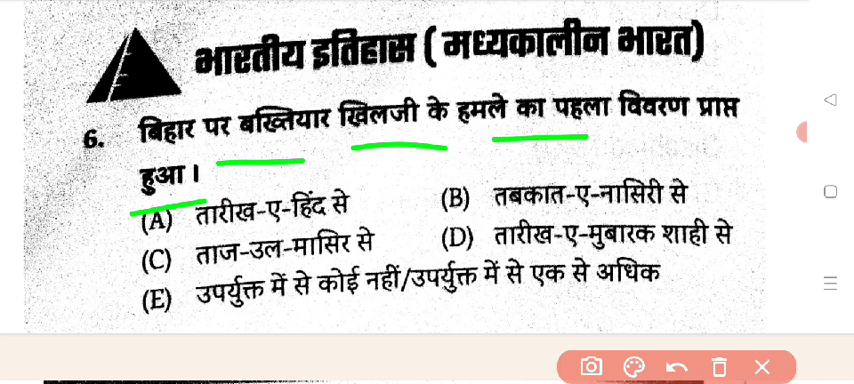 भारतीय इतिहास (मध्यकालीन भारत)
6. बिहार पर बख्तियार खिलजी के हमले का पहला विवरण प्राप्त
हुआ।
(A) तारीख-ए-हिंद से (B) तबकात-ए-नासिरी से
(C) ताज-उल-मासिर से (D) तारीख-ए-मुबारक शाही से
(E) उपर्युक्त में से कोई नहीं/उपर्युक्त में से एक से अधिक